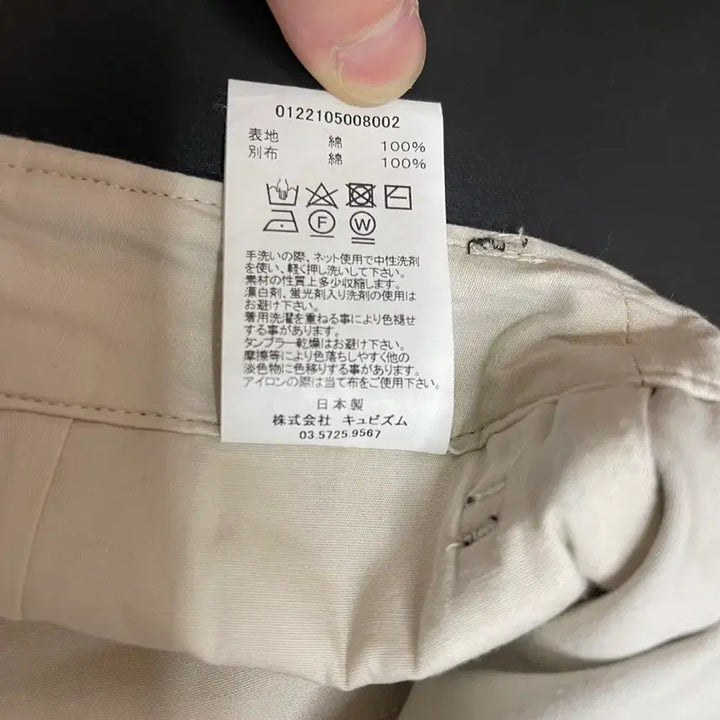 0122105008002
表地 綿 100%
別布 綿 100%
F W
手洗いの際、ネット使用で中性洗剤
を使い、軽く押し洗いして下さい。
素材の性質上多少収縮します。
漂白剤、蛍光剤入り洗剤の使用は
お避け下さい。
着用洗濯を重ねる事により色褪せ
する事があります。
タンブラー乾燥はお避け下さい。
摩擦等により色落ちしやすく他の
淡色物に色移りする事があります。
アイロンの際は当て布をご使用下さい。
日本製
株式会社 キュビズム
03.5725.9567